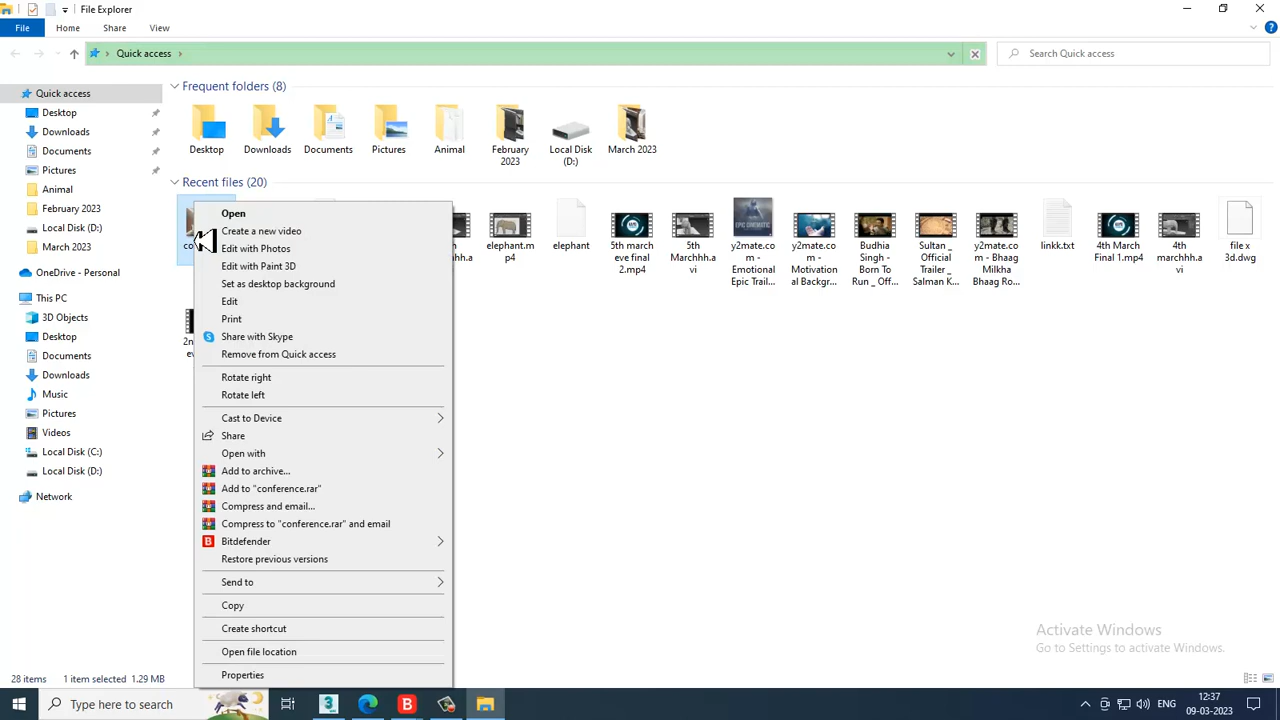 File Explorer
File
Home
Share
View
Quick access
Search Quick access
Quick access
Desktop
Downloads
Documents
Pictures
Animal
February 2023
Local Disk (D:)
March 2023
OneDrive - Personal
This PC
3D Objects
Desktop
Documents
Downloads
Music
Pictures
Videos
Local Disk (C:)
Local Disk (D:)
Network
Frequent folders (8)
Desktop
Downloads
Documents
Pictures
Animal
February
2023
Local Disk
(D:)
March 2023
Recent files (20)
elephant.m
p4
elephant
5th march
eve final
2.mp4
5th
Marchhh.a
vi
y2mate.co
m -
Emotional
Epic Trail...
y2mate.co
m -
Motivation
al Backgr...
Budhia
Singh -
Born To
Run _ Off...
Sultan _
Official
Trailer _
Salman K...
y2mate.co
m - Bhaag
Milkha
Bhaag Ro...
linkk.txt
4th March
Final 1.mp4
4th
marchhh.a
vi
file x
3d.dwg
Open
Create a new video
Edit with Photos
Edit with Paint 3D
Set as desktop background
Edit
Print
Share with Skype
Remove from Quick access
Rotate right
Rotate left
Cast to Device
Share
Open with
Add to archive...
Add to "conference.rar"
Compress and email...
Compress to "conference.rar" and email
Bitdefender
Restore previous versions
Send to
Copy
Create shortcut
Open file location
Properties
Activate Windows
Go to Settings to activate Windows.
28 items
1 item selected 1.29 MB
Type here to search
ENG
12:37
09-03-2023